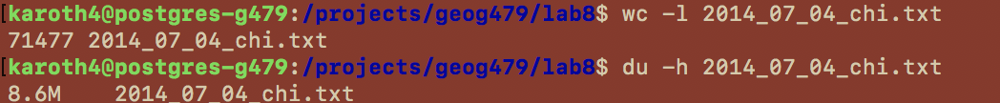 [karoth4@postgres-g479:/projects/geog479/lab8$ wc -l 2014_07_04_chi.txt
71477 2014_07_04_chi.txt
[karoth4@postgres-g479:/projects/geog479/lab8$ du -h 2014_07_04_chi.txt
8.6M    2014_07_04_chi.txt